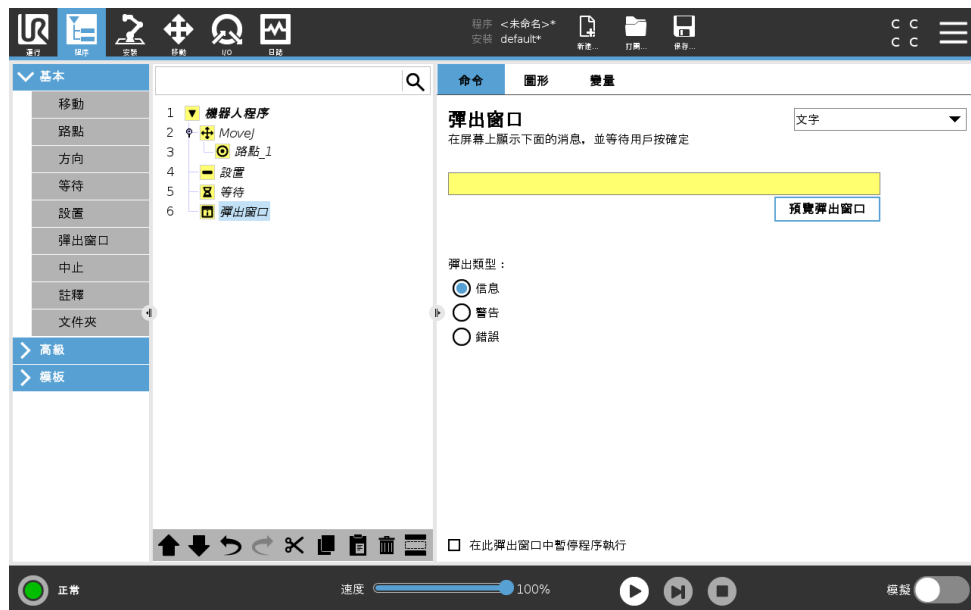 UR
程序 <未命名>*
安裝 default*
運行 程序 安裝 移動 I/O 日誌 新建... 打開... 保存...
C C
C C
基本
移動
路點
方向
等待
設置
彈出窗口
中止
註釋
文件夾
高級
模板
1 機器人程序
2 MoveJ
3 路點_1
4 設置
5 等待
6 彈出窗口
命令 圖形 變量
彈出窗口
文字
在屏幕上顯示下面的消息，並等待用戶按確定
預覽彈出窗口
彈出類型：
信息
警告
錯誤
在此彈出窗口中暫停程序執行
正常 速度 100% 模擬